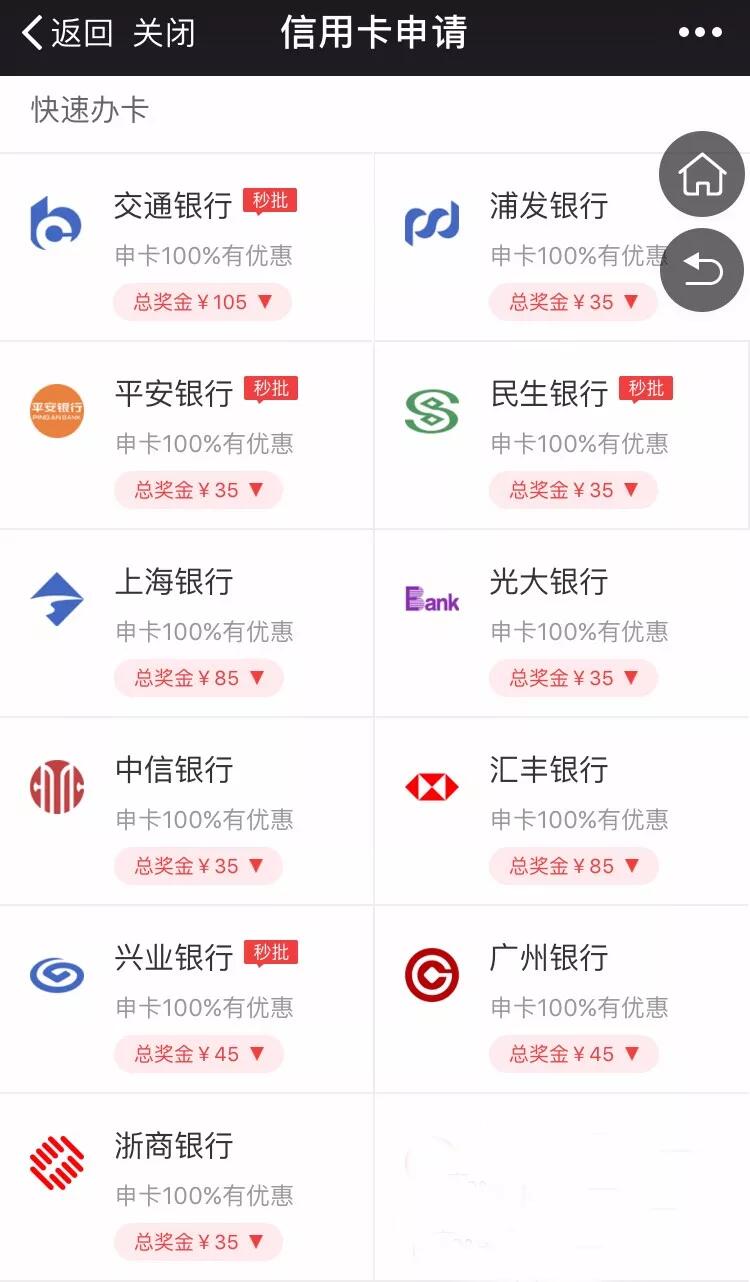 返回 关闭 信用卡申请
快速办卡
交通银行 秒批
申卡100%有优惠
总奖金￥105 ▼
浦发银行
申卡100%有优惠
总奖金￥35 ▼
平安银行
PINGAN BANK
平安银行 秒批
申卡100%有优惠
总奖金￥35 ▼
民生银行 秒批
申卡100%有优惠
总奖金￥35 ▼
上海银行
申卡100%有优惠
总奖金￥85 ▼
Bank
光大银行
申卡100%有优惠
总奖金￥35 ▼
中信银行
申卡100%有优惠
总奖金￥35 ▼
汇丰银行
申卡100%有优惠
总奖金￥85 ▼
兴业银行 秒批
申卡100%有优惠
总奖金￥45 ▼
广州银行
申卡100%有优惠
总奖金￥45 ▼
浙商银行
申卡100%有优惠
总奖金￥35 ▼